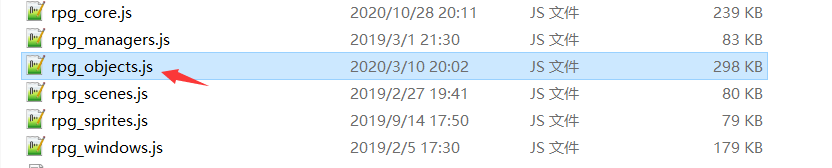 rpg_core.js 2020/10/28 20:11 JS 文件 239 KB
rpg_managers.js 2019/3/1 21:30 JS 文件 83 KB
rpg_objects.js 2020/3/10 20:02 JS 文件 298 KB
rpg_scenes.js 2019/2/27 19:41 JS 文件 80 KB
rpg_sprites.js 2019/9/14 17:50 JS 文件 79 KB
rpg_windows.js 2019/2/5 17:30 JS 文件 179 KB